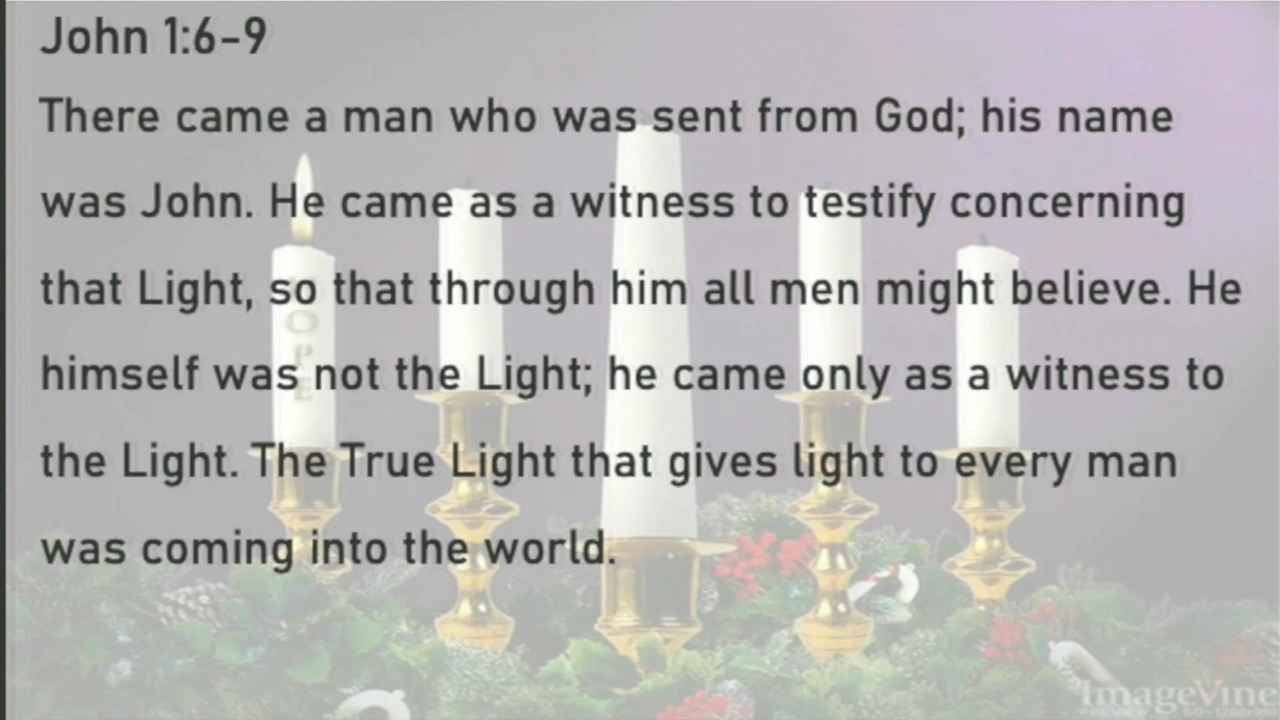 John 1:6-9
There came a man who was sent from God; his name
was John. He came as a witness to testify concerning
that Light, so that through him all men might believe. He
himself was not the Light; he came only as a witness to
the Light. The True Light that gives light to every man
was coming into the world.
HOPE
ImageVine